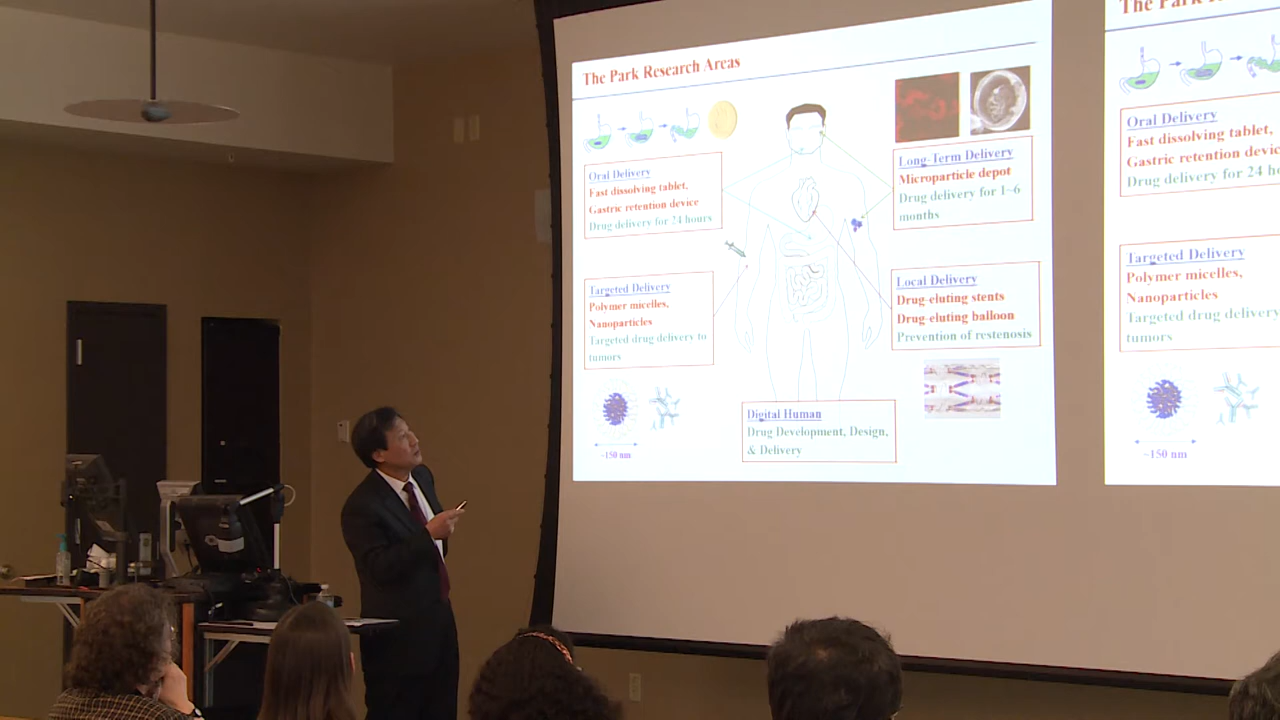 The Park Research Areas
Oral Delivery
Fast dissolving tablet,
Gastric retention device
Drug delivery for 24 hours
Long-Term Delivery
Microparticle depot
Drug delivery for 1~6
months
Targeted Delivery
Polymer micelles,
Nanoparticles
Targeted drug delivery to
tumors
Local Delivery
Drug-eluting stents
Drug-eluting balloon
Prevention of restenosis
~150 nm
Digital Human
Drug Development, Design,
& Delivery
The Park
Oral Delivery
Fast dissolving tablet,
Gastric retention
Drug delivery for 24
Targeted Delivery
Polymer micelles,
Nanoparticles
Targeted drug delivery
tumors
~150 nm